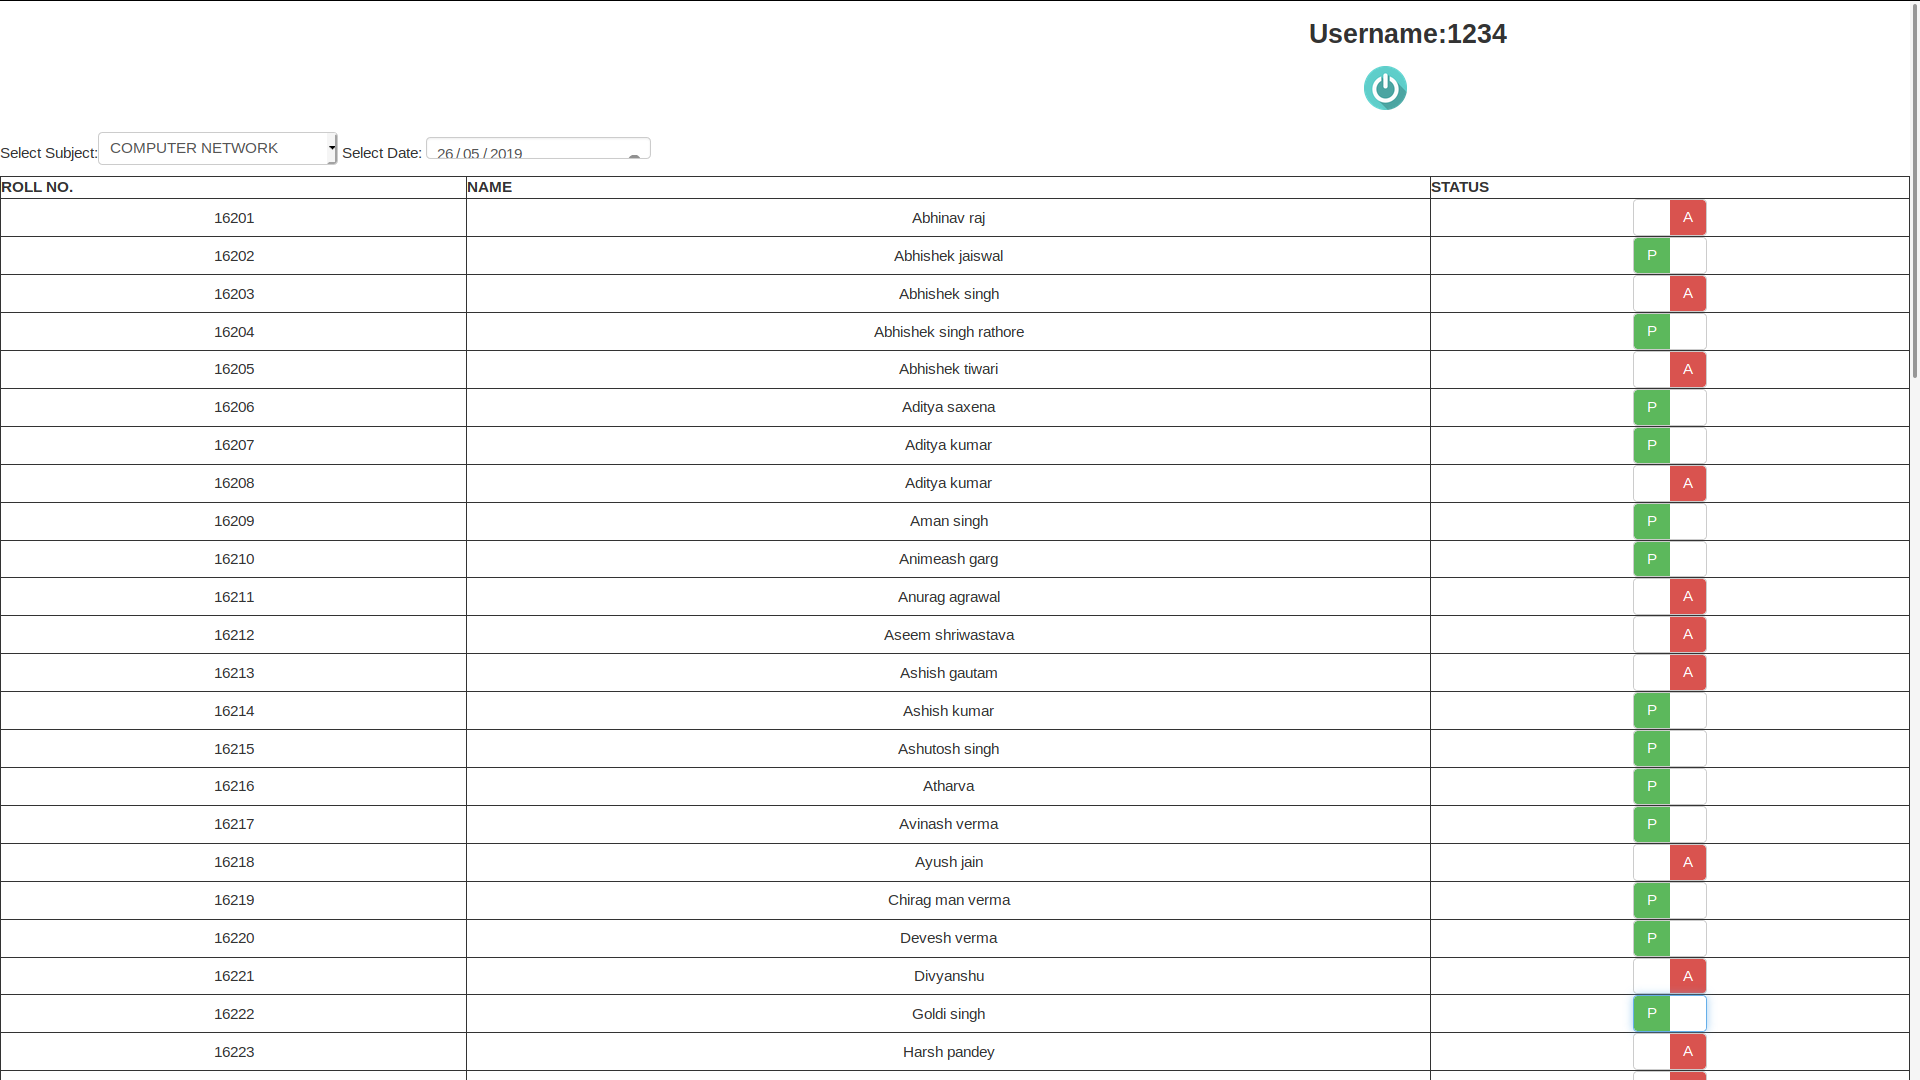 Username:1234
Select Subject: COMPUTER NETWORK Select Date: 26/05/2019
ROLL NO. NAME STATUS
16201 Abhinav raj A
16202 Abhishek jaiswal P
16203 Abhishek singh A
16204 Abhishek singh rathore P
16205 Abhishek tiwari A
16206 Aditya saxena P
16207 Aditya kumar P
16208 Aditya kumar A
16209 Aman singh P
16210 Animeash garg P
16211 Anurag agrawal A
16212 Aseem shriwastava A
16213 Ashish gautam A
16214 Ashish kumar P
16215 Ashutosh singh P
16216 Atharva P
16217 Avinash verma P
16218 Ayush jain A
16219 Chirag man verma P
16220 Devesh verma P
16221 Divyanshu A
16222 Goldi singh P
16223 Harsh pandey A